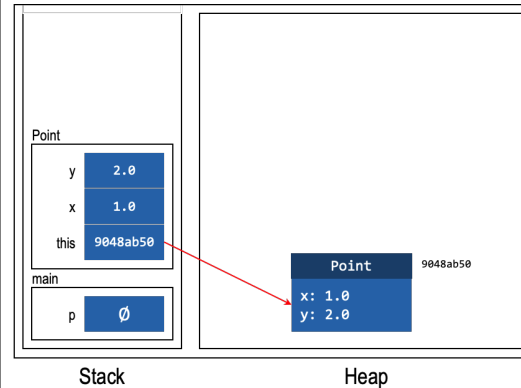 Point
y 2.0
x 1.0
this 9048ab50
main
p Ø
Point 9048ab50
x: 1.0
y: 2.0
Stack
Heap